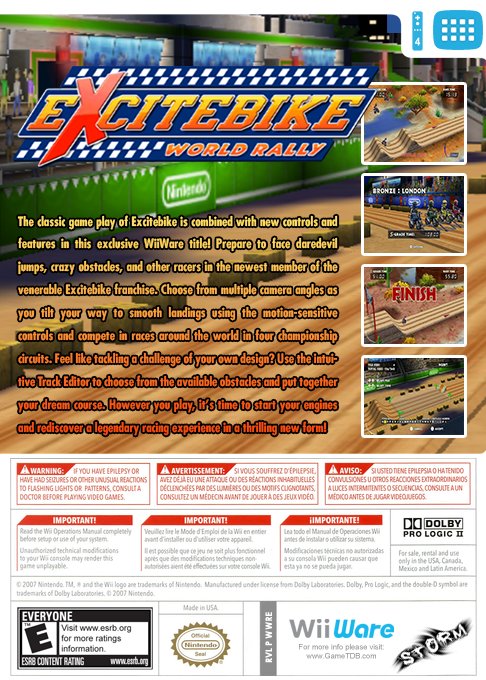 4
EXCITEBIKE
WORLD RALLY
Nintendo
The classic game play of Excitebike is combined with new controls and
features in this exclusive WiiWare title! Prepare to face daredevil
jumps, crazy obstacles, and other racers in the newest member of the
venerable Excitebike franchise. Choose from multiple camera angles as
you tilt your way to smooth landings using the motion-sensitive
controls and compete in races around the world in four championship
circuits. Feel like tackling a challenge of your own design? Use the intui-
tive Track Editor to choose from the available obstacles and put together
your dream course. However you play, it's time to start your engines
and rediscover a legendary racing experience in a thrilling new form!
BRONZE : LONDON
S-GRADE TIME:
FINISH
WARNING: IF YOU HAVE EPILEPSY OR
HAVE HAD SEIZURES OR OTHER UNUSUAL REACTIONS
TO FLASHING LIGHTS OR PATTERNS, CONSULT A
DOCTOR BEFORE PLAYING VIDEO GAMES.
AVERTISSEMENT: SI VOUS SOUFFREZ D'ÉPILEPSIE,
AVEZ DÉJÀ EU UNE ATTAQUE OU DES RÉACTIONS INHABITUELLES
DÉCLENCHÉES PAR DES LUMIÈRES OU DES MOTIFS CLIGNOTANTS,
CONSULTEZ UN MÉDECIN AVANT DE JOUER À DES JEUX VIDÉO.
AVISO: SI USTED TIENE EPILEPSIA O HA TENIDO
CONVULSIONES U OTROS REACCIONES EXTRAORDINARIOS
A LUCES INTERMITENTES O SECUENCIAS, CONSULTE A UN
MÉDICO ANTES DE JUGAR VIDEOJUEGOS.
IMPORTANT!
Read the Wii Operations Manual completely
before setup or use of your system.
Unauthorized technical modifications
to your Wii console may render this
game unplayable.
IMPORTANT!
Veuillez lire le Mode d'Emploi de la Wii en entier
avant d'installer ou d'utiliser votre appareil.
Il est possible que ce jeu ne soit plus fonctionnel
apres que des modifications techniques non-
autorisées aient été effectuées sur votre console Wii.
¡IMPORTANT!
Lea todo el Manual de Operaciones Wii
antes de instalar o utilizar su sistema.
Modificaciones técnicas no autorizadas
a su consola Wii pueden causar que
esta ya no se pueda jugar.
DOLBY
PRO LOGIC II
For sale, rental and use
only in the USA, Canada,
Mexico and Latin America.
© 2007 Nintendo. TM, ® and the Wii logo are trademarks of Nintendo. Manufactured under license from Dolby Laboratories. Dolby, Pro Logic, and the double-D symbol are
trademarks of Dolby Laboratories. © 2007 Nintendo.
EVERYONE
E
Visit www.esrb.org
for more ratings
information.
ESRB CONTENT RATING www.esrb.org
Made in USA.
Official
Nintendo
Seal
RVL P W WRE
WiiWare
For more info please visit:
www.GameTDB.com
STORM